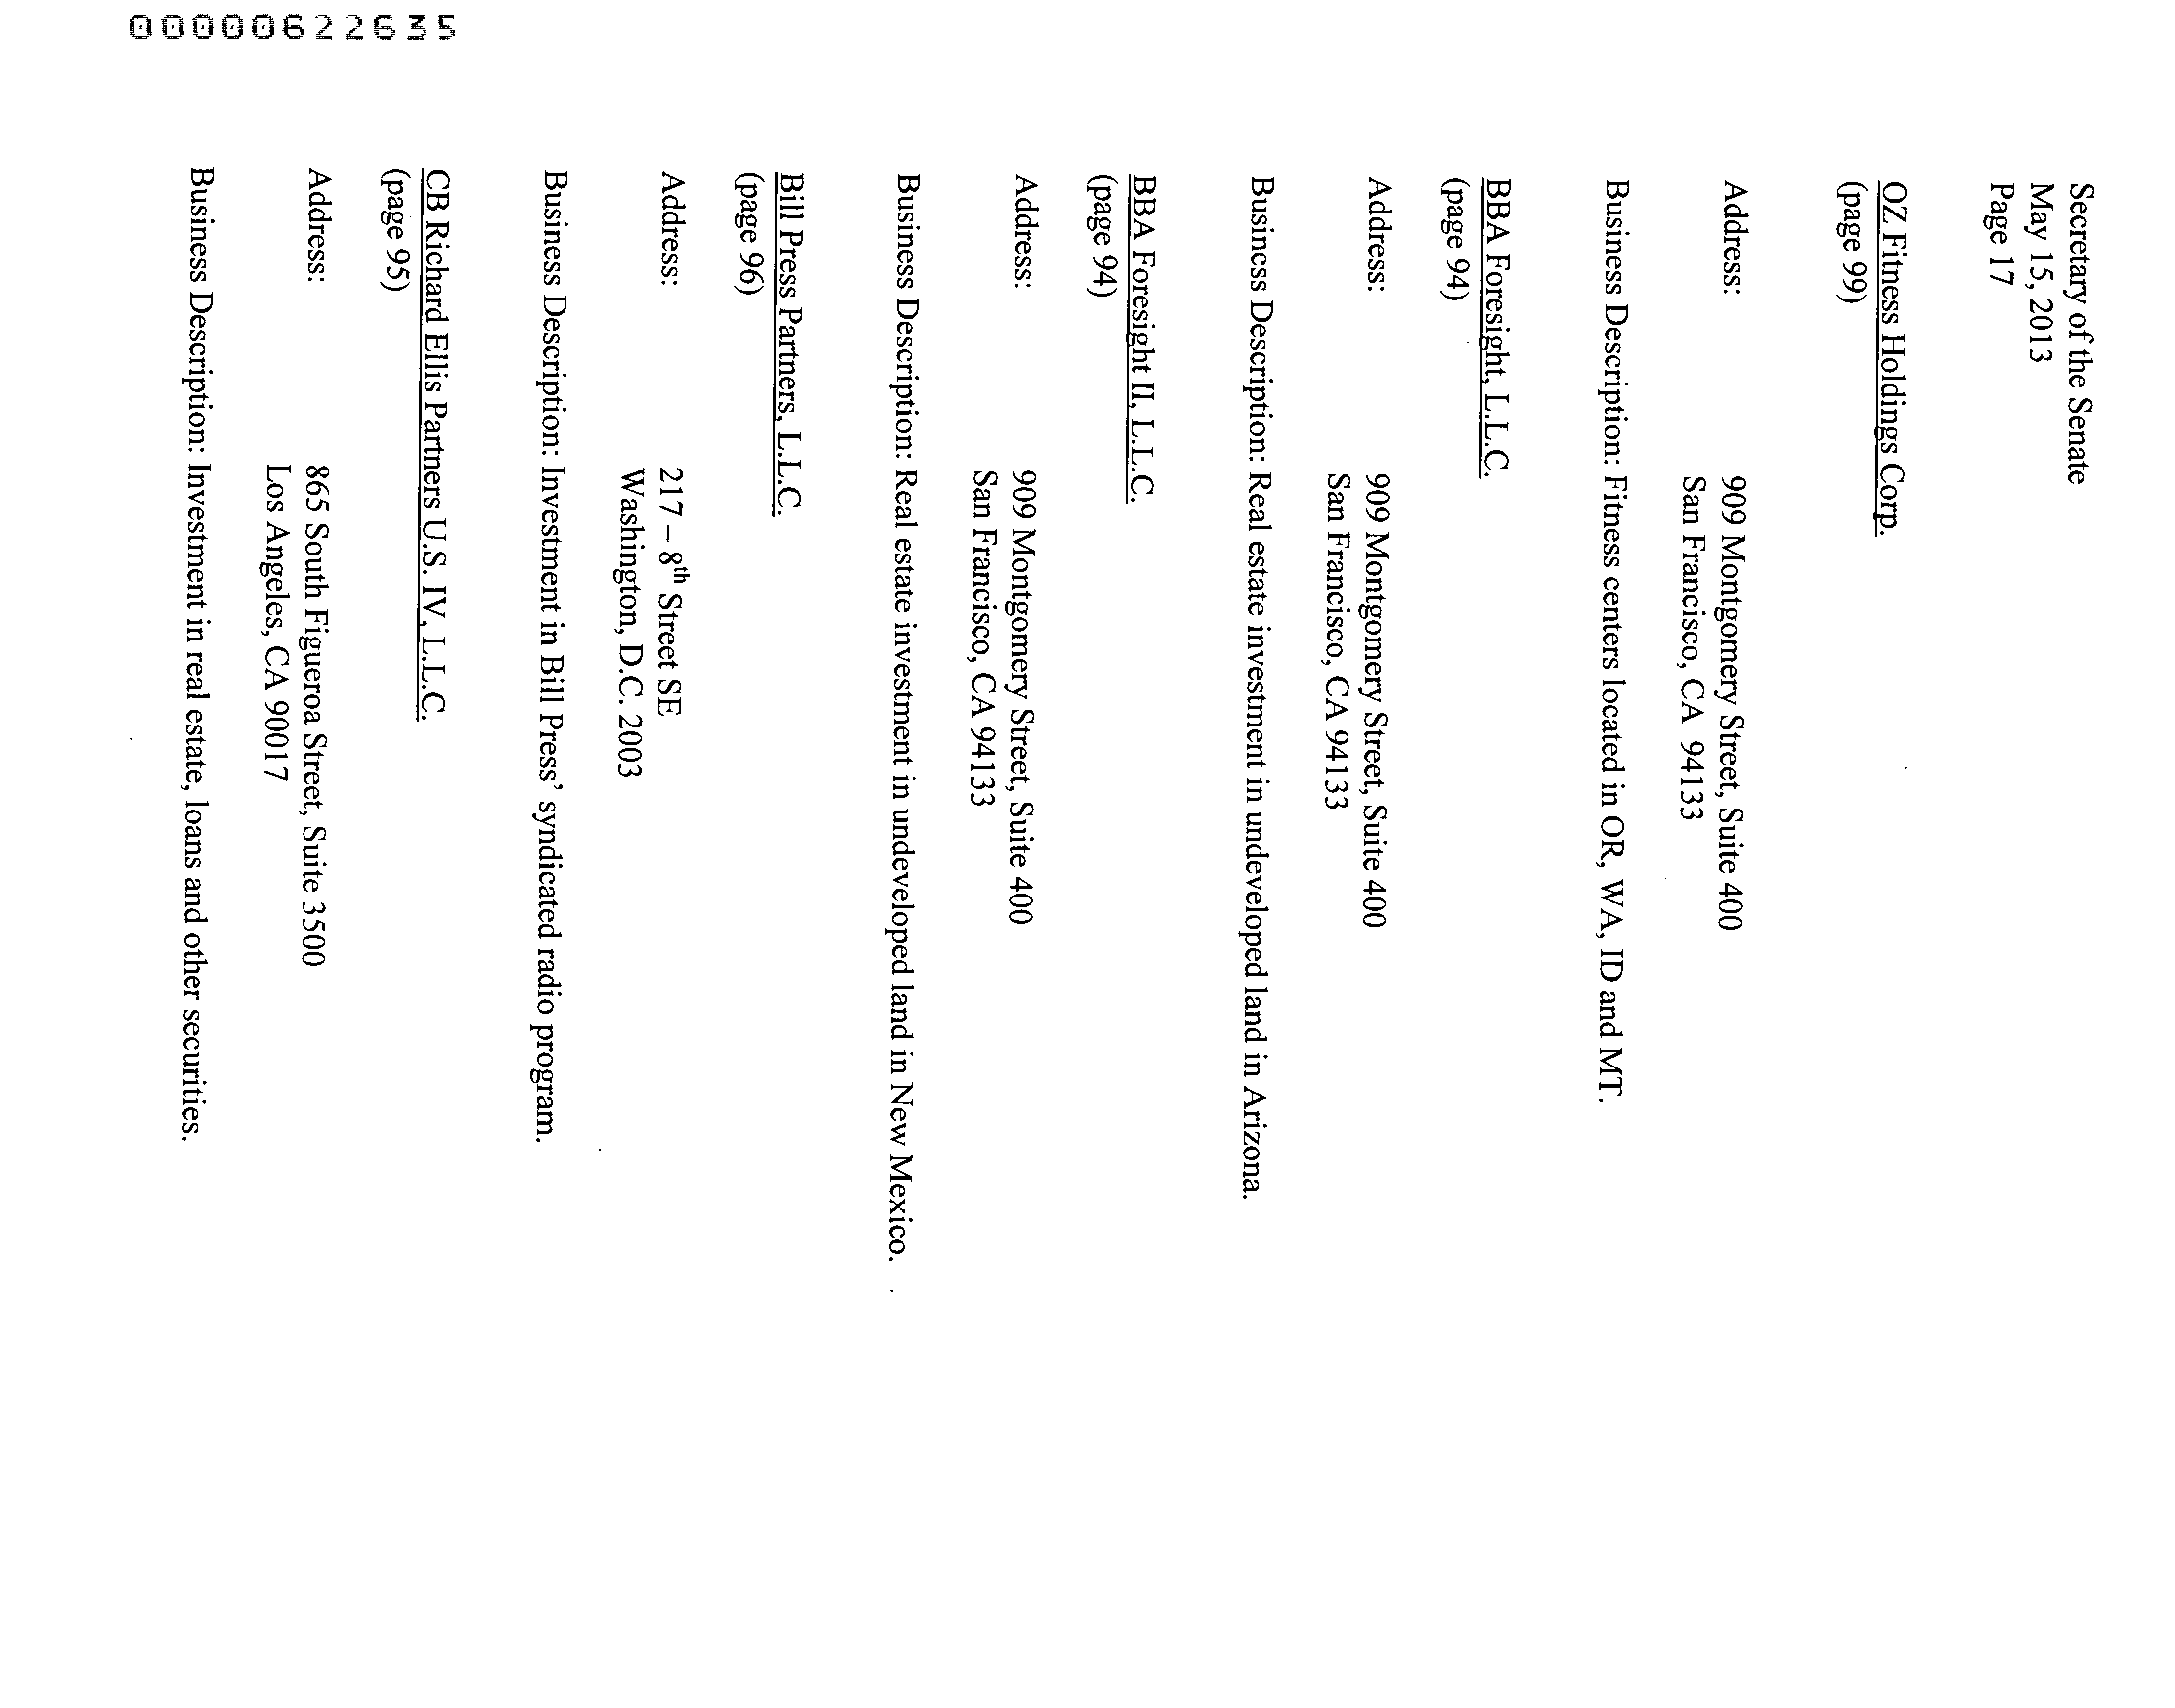 00000622635
Secretary of the Senate
May 15, 2013
Page 17
OZ Fitness Holdings Corp.
(page 99)
Address: 909 Montgomery Street, Suite 400
San Francisco, CA 94133
Business Description: Fitness centers located in OR, WA, ID and MT.
BBA Foresight, L.L.C.
(page 94)
Address: 909 Montgomery Street, Suite 400
San Francisco, CA 94133
Business Description: Real estate investment in undeveloped land in Arizona.
BBA Foresight II, L.L.C.
(page 94)
Address: 909 Montgomery Street, Suite 400
San Francisco, CA 94133
Business Description: Real estate investment in undeveloped land in New Mexico.
Bill Press Partners, L.L.C.
(page 96)
Address: 217 – 8th Street SE
Washington, D.C. 2003
Business Description: Investment in Bill Press’ syndicated radio program.
CB Richard Ellis Partners U.S. IV, L.L.C.
(page 95)
Address: 865 South Figueroa Street, Suite 3500
Los Angeles, CA 90017
Business Description: Investment in real estate, loans and other securities.